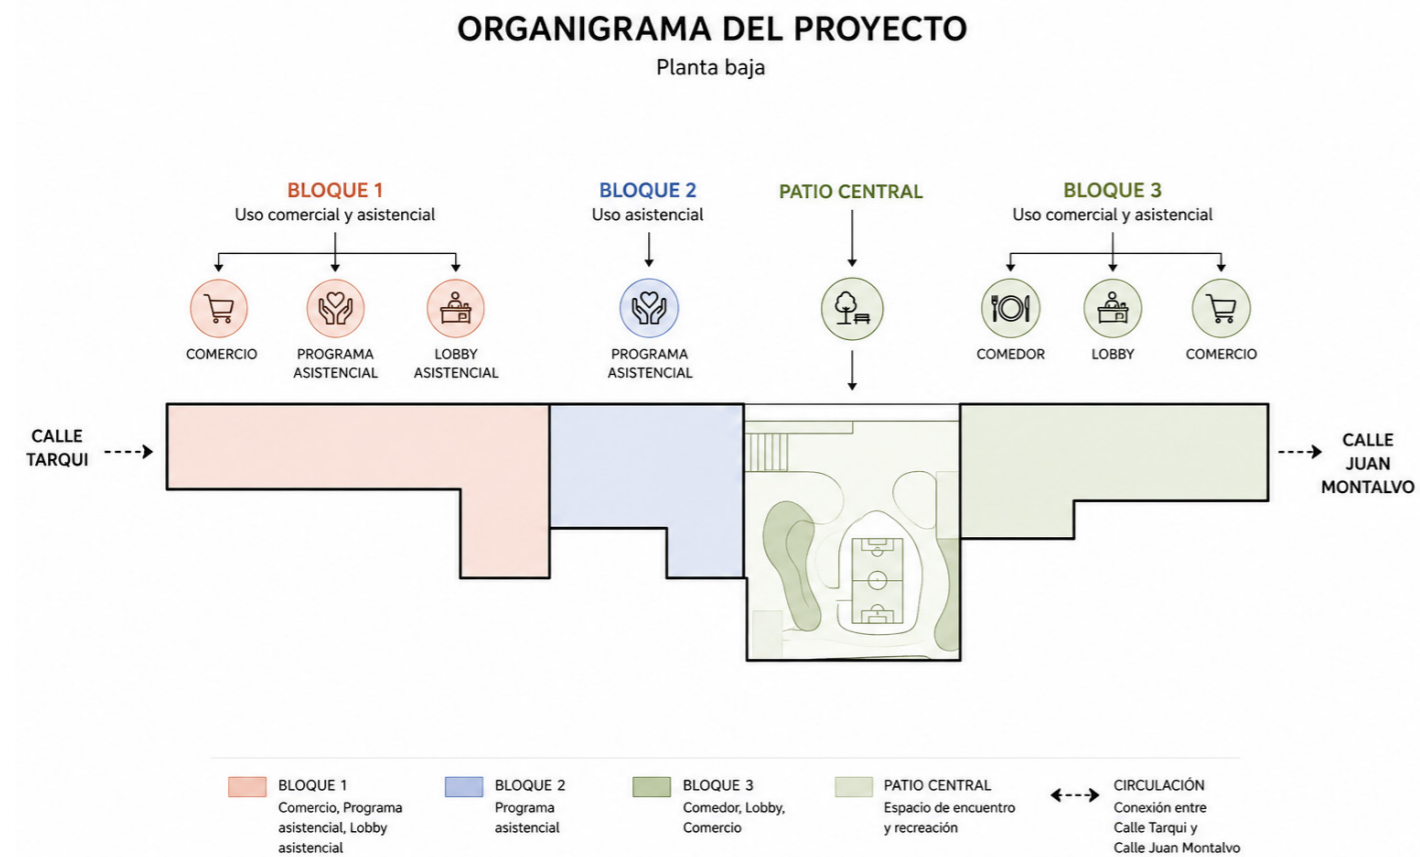 ORGANIGRAMA DEL PROYECTO
Planta baja
BLOQUE 1
Uso comercial y asistencial
BLOQUE 2
Uso asistencial
PATIO CENTRAL
BLOQUE 3
Uso comercial y asistencial
COMERCIO
PROGRAMA
ASISTENCIAL
LOBBY
ASISTENCIAL
PROGRAMA
ASISTENCIAL
COMEDOR
LOBBY
COMERCIO
CALLE
TARQUI
CALLE
JUAN
MONTALVO
BLOQUE 1
Comercio, Programa
asistencial, Lobby
asistencial
BLOQUE 2
Programa
asistencial
BLOQUE 3
Comedor, Lobby,
Comercio
PATIO CENTRAL
Espacio de encuentro
y recreación
CIRCULACIÓN
Conexión entre
Calle Tarqui y
Calle Juan Montalvo